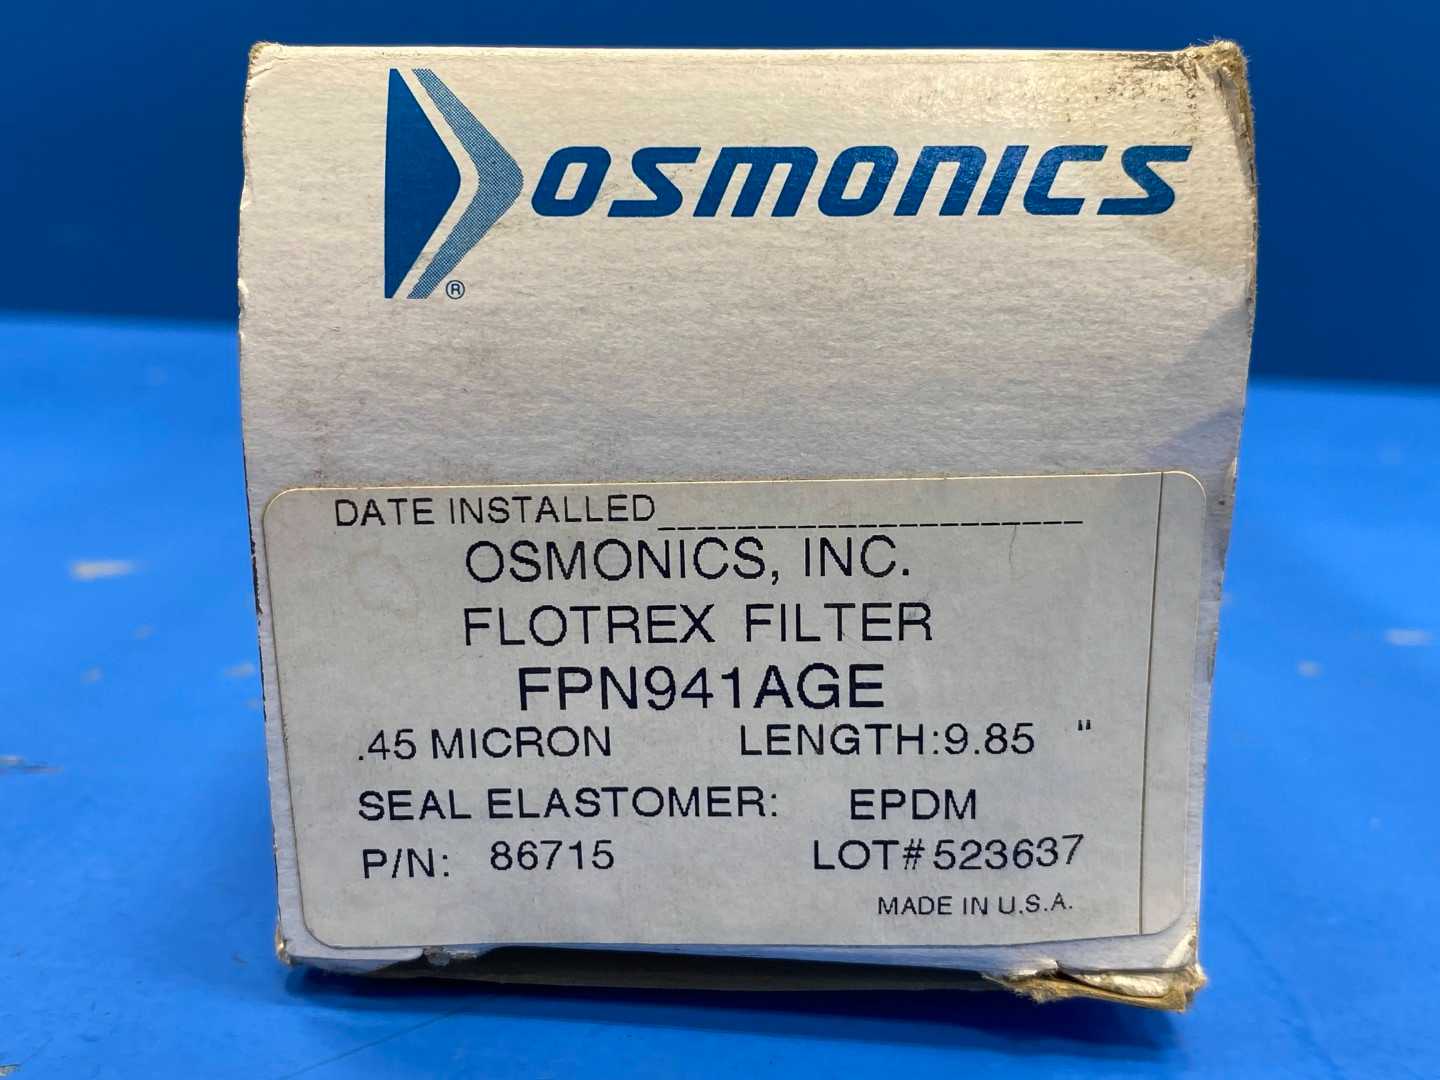 OSMONICS
®
DATE INSTALLED_____________________
OSMONICS, INC.
FLOTREX FILTER
FPN941AGE
.45 MICRON LENGTH:9.85 "
SEAL ELASTOMER: EPDM
P/N: 86715 LOT#523637
MADE IN U.S.A.